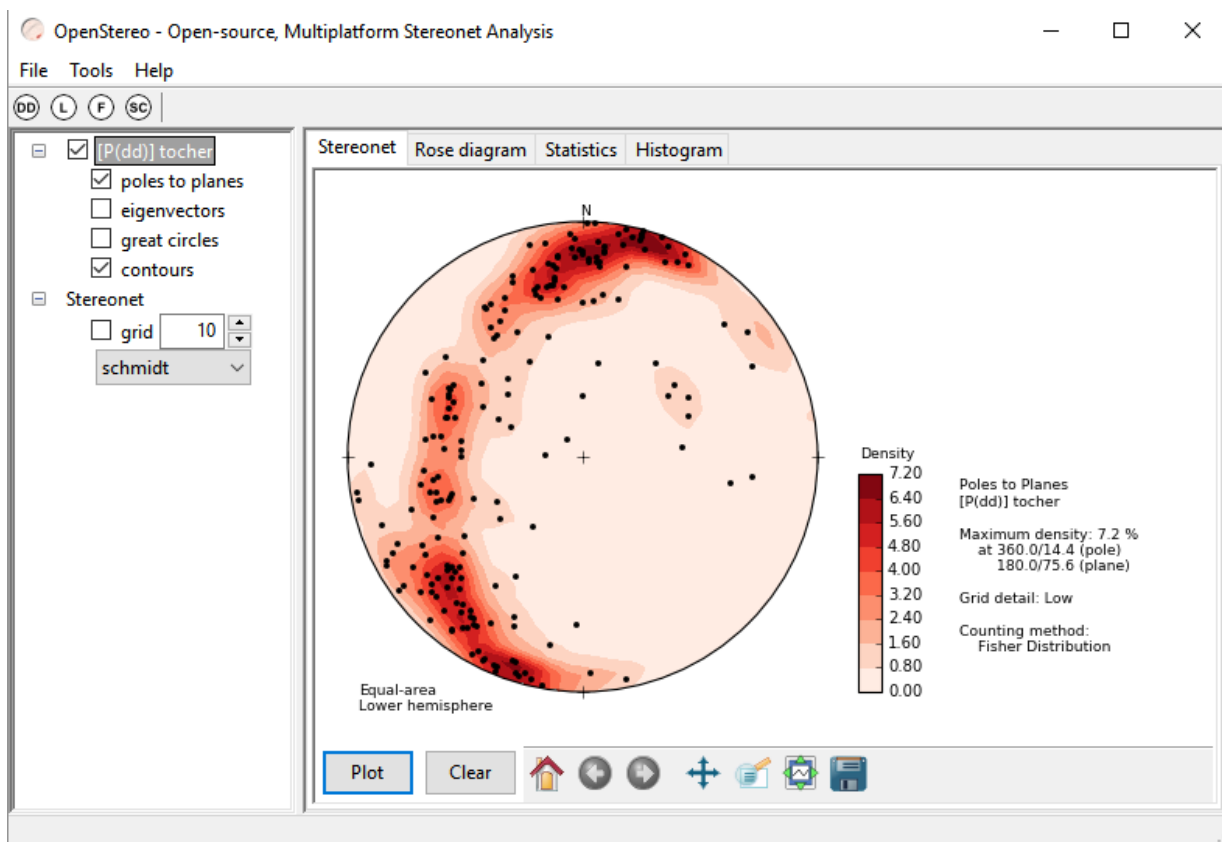 OpenStereo - Open-source, Multiplatform Stereonet Analysis
File Tools Help
DD L F SC
[P(dd)] tocher
poles to planes
eigenvectors
great circles
contours
Stereonet
grid 10
schmidt
Stereonet Rose diagram Statistics Histogram
N
Equal-area
Lower hemisphere
Density
7.20
6.40
5.60
4.80
4.00
3.20
2.40
1.60
0.80
0.00
Poles to Planes
[P(dd)] tocher
Maximum density: 7.2 %
at 360.0/14.4 (pole)
180.0/75.6 (plane)
Grid detail: Low
Counting method:
Fisher Distribution
Plot Clear